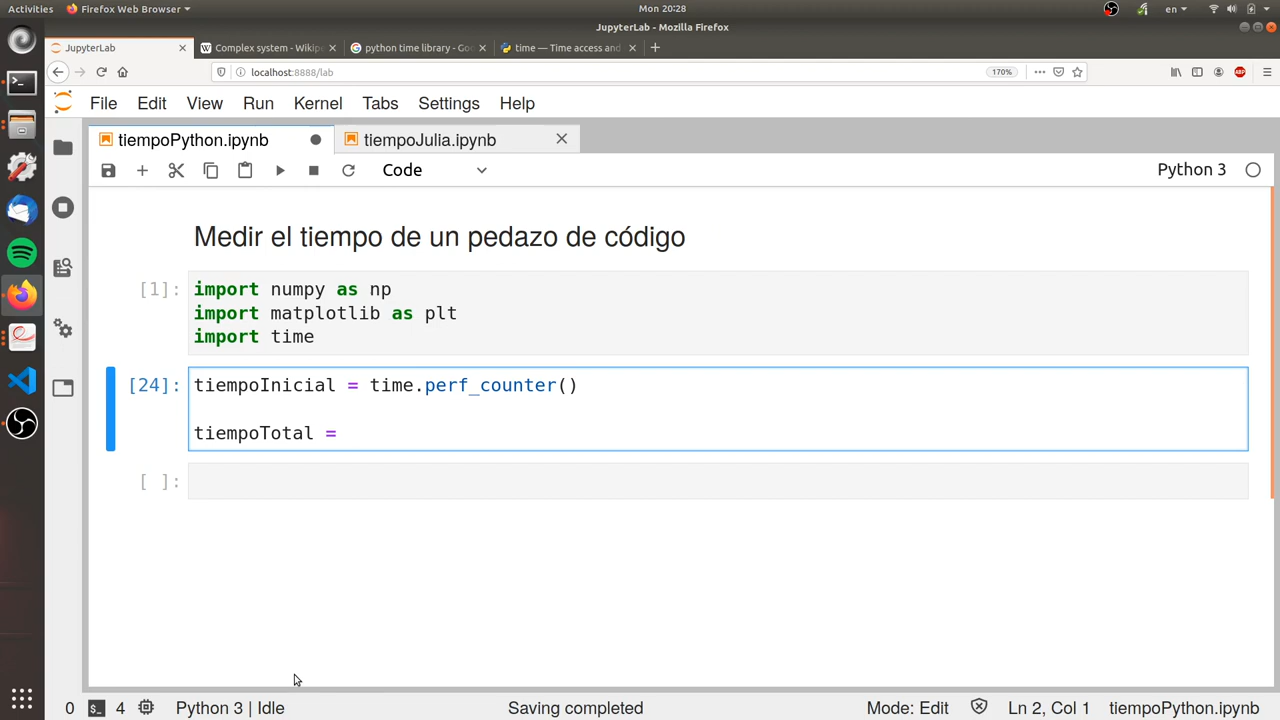 Activities Firefox Web Browser Mon 20:28 en
JupyterLab - Mozilla Firefox
JupyterLab Complex system - Wikipe python time library - Goo time — Time access and
localhost:8888/lab 170% ABP
File Edit View Run Kernel Tabs Settings Help
tiempoPython.ipynb tiempoJulia.ipynb
Code Python 3
Medir el tiempo de un pedazo de código
[1]: import numpy as np
import matplotlib as plt
import time
[24]: tiempoInicial = time.perf_counter()
tiempoTotal =
[ ]:
0 4 Python 3 | Idle Saving completed Mode: Edit Ln 2, Col 1 tiempoPython.ipynb